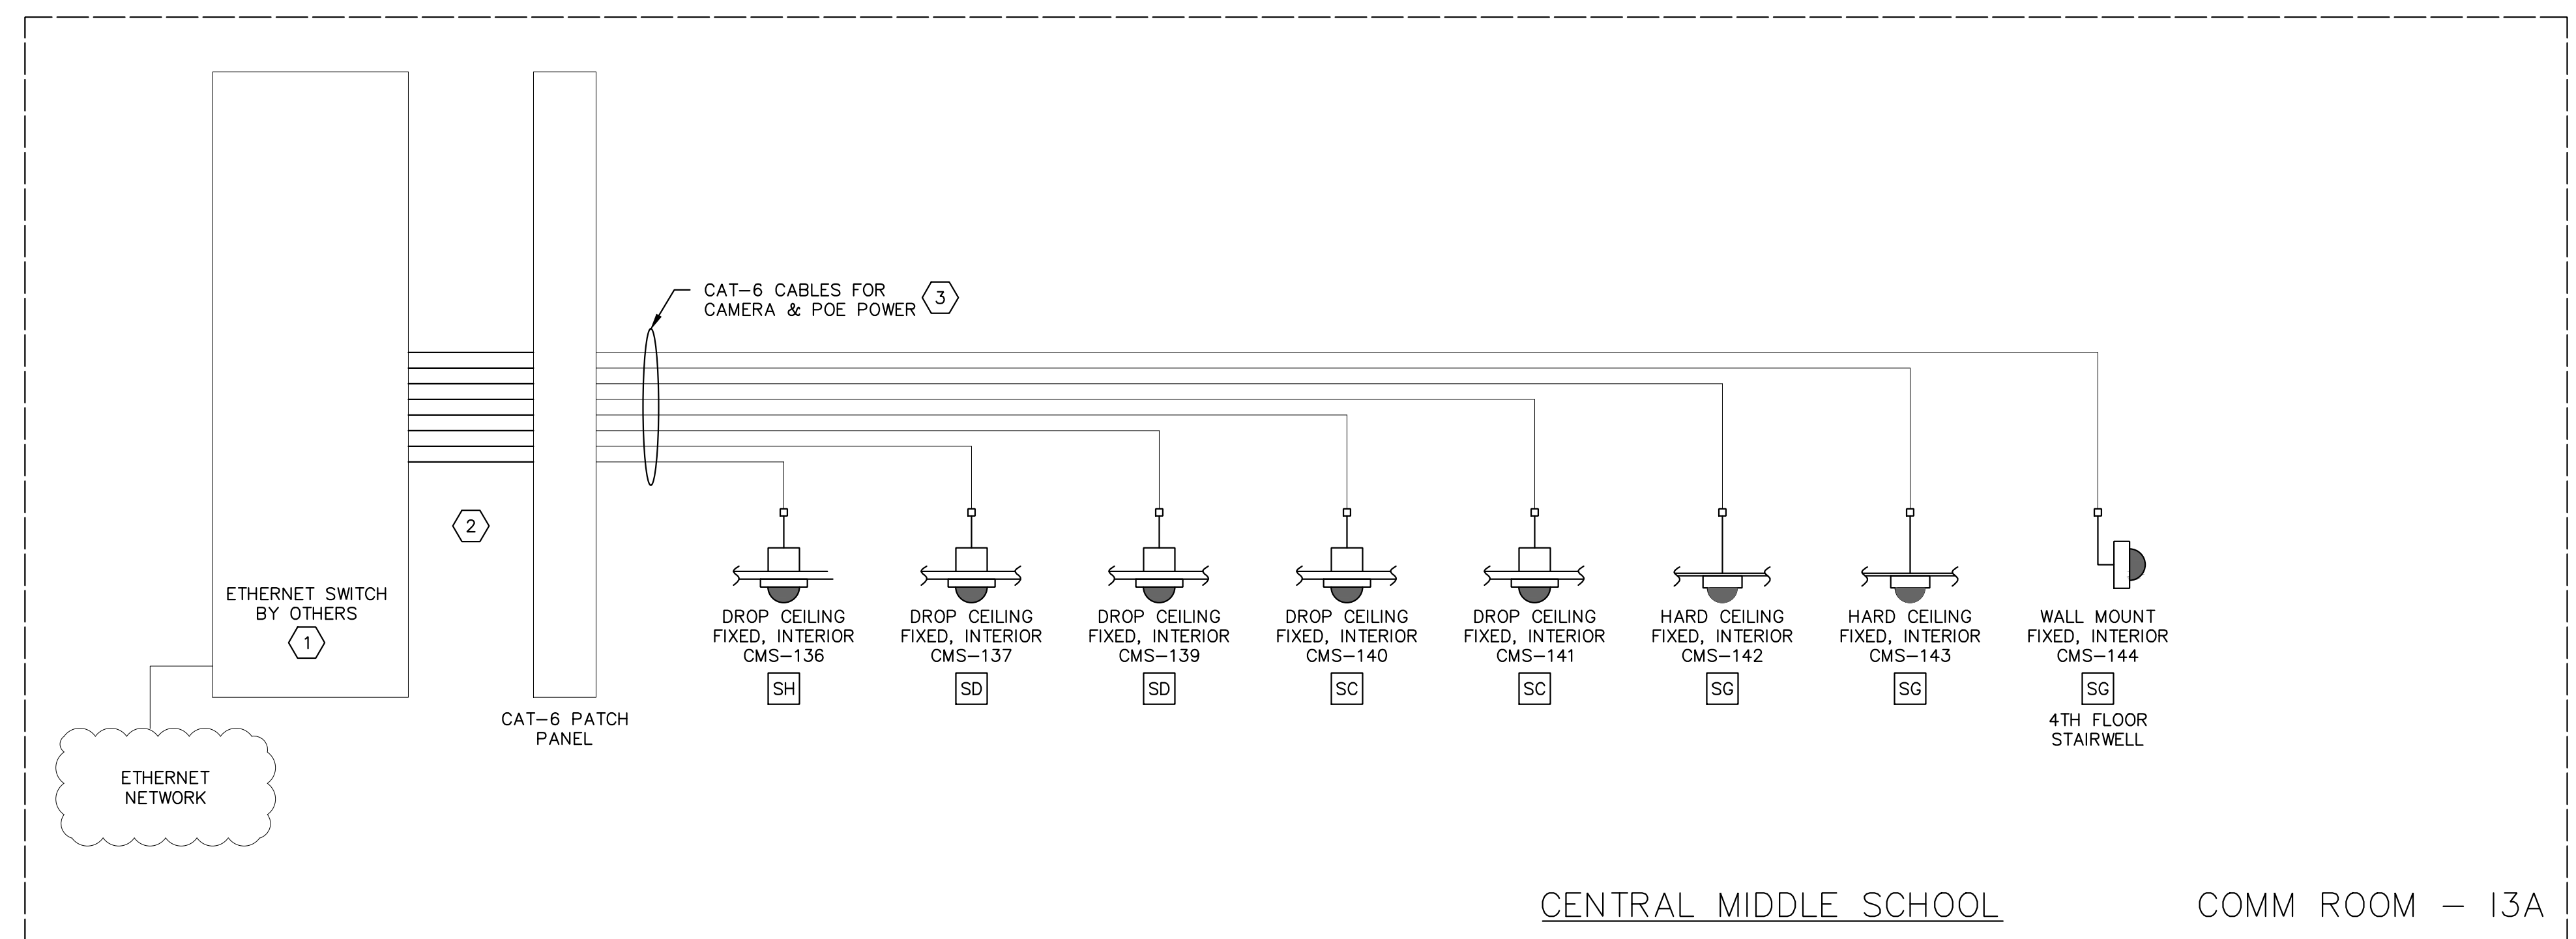 CAT-6 CABLES FOR
CAMERA & POE POWER
3
2
ETHERNET SWITCH
BY OTHERS
1
CAT-6 PATCH
PANEL
ETHERNET
NETWORK
DROP CEILING
FIXED, INTERIOR
CMS-136
SH
DROP CEILING
FIXED, INTERIOR
CMS-137
SD
DROP CEILING
FIXED, INTERIOR
CMS-139
SD
DROP CEILING
FIXED, INTERIOR
CMS-140
SC
DROP CEILING
FIXED, INTERIOR
CMS-141
SC
HARD CEILING
FIXED, INTERIOR
CMS-142
SG
HARD CEILING
FIXED, INTERIOR
CMS-143
SG
WALL MOUNT
FIXED, INTERIOR
CMS-144
SG
4TH FLOOR
STAIRWELL
CENTRAL MIDDLE SCHOOL
COMM ROOM - 13A